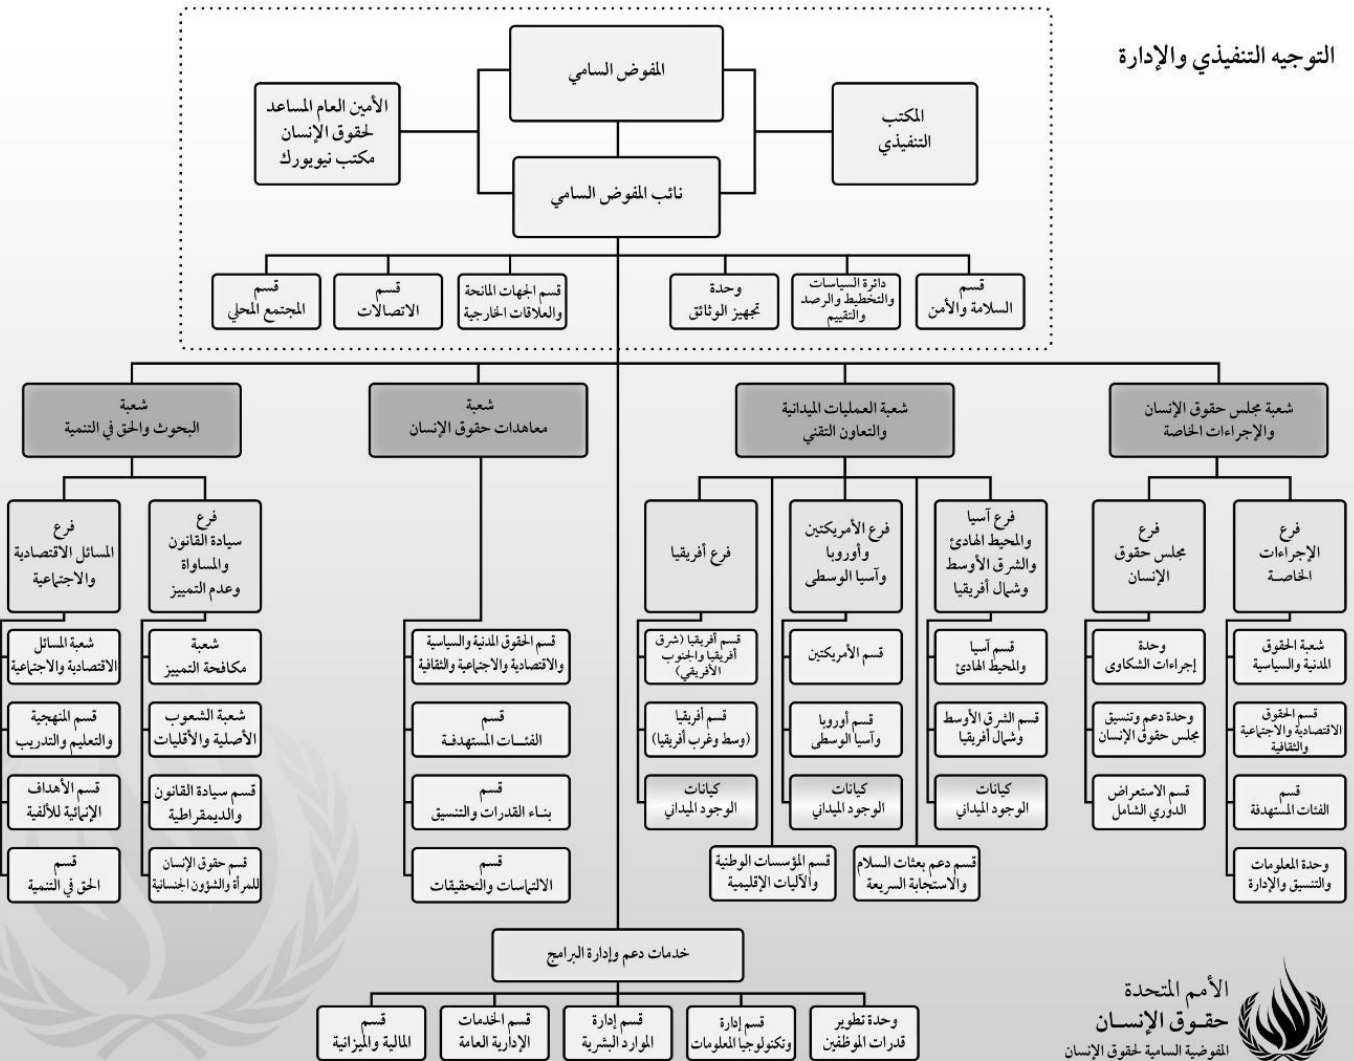 التوجيه التنفيذي والإدارة
المفوض السامي
المكتب
التنفيذي
الأمين العام المساعد
لحقوق الإنسان
مكتب نيويورك
نائب المفوض السامي
قسم
السلامة والأمن
دائرة السياسات
والتخطيط والرصد
والتقييم
وحدة
تجهيز الوثائق
قسم الجهات المانحة
والعلاقات الخارجية
قسم
الاتصالات
قسم
المجتمع المحلي
شعبة مجلس حقوق الإنسان
والإجراءات الخاصة
شعبة العمليات الميدانية
والتعاون التقني
شعبة
معاهدات حقوق الإنسان
شعبة
البحوث والحق في التنمية
فرع
الإجراءات
الخاصة
شعبة الحقوق
المدنية والسياسية
قسم الحقوق
الاقتصادية والاجتماعية
والثقافية
قسم
الفئات المستهدفة
وحدة المعلومات
والتنسيق والإدارة
فرع
مجلس حقوق
الإنسان
وحدة
إجراءات الشكاوى
وحدة دعم وتنسيق
مجلس حقوق الإنسان
قسم الاستعراض
الدوري الشامل
فرع آسيا
والمحيط الهادئ
والشرق الأوسط
وشمال أفريقيا
قسم آسيا
والمحيط الهادئ
قسم الشرق الأوسط
وشمال أفريقيا
كيانات
الوجود الميداني
فرع الأمريكتين
وأوروبا
وآسيا الوسطى
قسم الأمريكتين
قسم أوروبا
وآسيا الوسطى
كيانات
الوجود الميداني
فرع أفريقيا
قسم أفريقيا (شرق
أفريقيا والجنوب
الأفريقي)
قسم أفريقيا
(وسط وغرب أفريقيا)
كيانات
الوجود الميداني
قسم دعم بعثات السلام
والاستجابة السريعة
قسم المؤسسات الوطنية
والآليات الإقليمية
قسم الحقوق المدنية والسياسية
والاقتصادية والاجتماعية والثقافية
قسم
الفئات المستهدفة
قسم
بناء القدرات والتنسيق
قسم
الالتماسات والتحقيقات
فرع
سيادة القانون
والمساواة
وعدم التمييز
شعبة
مكافحة التمييز
شعبة الشعوب
الأصلية والأقليات
قسم سيادة القانون
والديمقراطية
قسم حقوق الإنسان
للمرأة والشؤون الجنسانية
فرع
المسائل الاقتصادية
والاجتماعية
شعبة المسائل
الاقتصادية والاجتماعية
قسم المنهجية
والتعليم والتدريب
قسم الأهداف
الإنمائية للألفية
قسم
الحق في التنمية
خدمات دعم وإدارة البرامج
وحدة تطوير
قدرات الموظفين
قسم إدارة
وتكنولوجيا المعلومات
قسم إدارة
الموارد البشرية
قسم الخدمات
الإدارية العامة
قسم
المالية والميزانية
الأمم المتحدة
حقوق الإنسان
المفوضية السامية لحقوق الإنسان